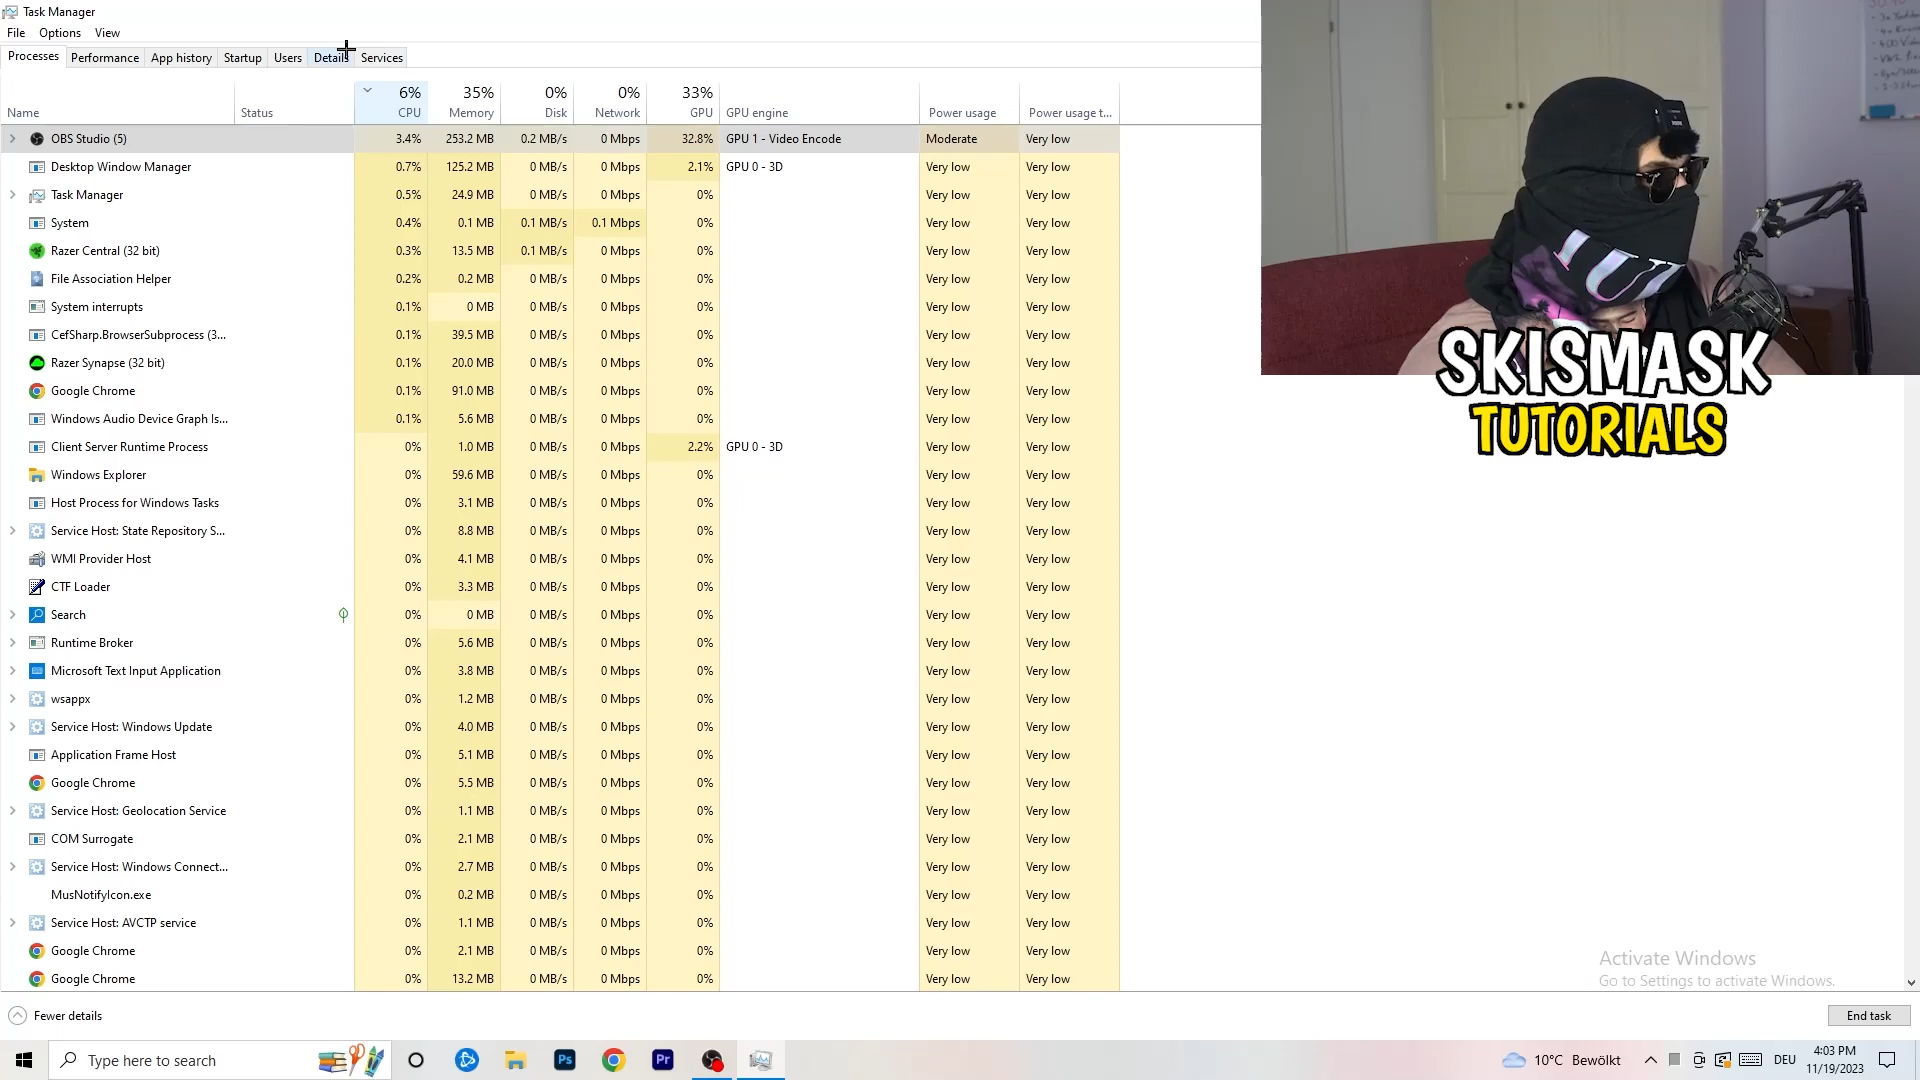 Task Manager
File Options View
Processes Performance App history Startup Users Details Services
6% 35% 0% 0% 33%
Name Status CPU Memory Disk Network GPU GPU engine Power usage Power usage t...
OBS Studio (5) 3.4% 253.2 MB 0.2 MB/s 0 Mbps 32.8% GPU 1 - Video Encode Moderate Very low
Desktop Window Manager 0.7% 125.2 MB 0 MB/s 0 Mbps 2.1% GPU 0 - 3D Very low Very low
Task Manager 0.5% 24.9 MB 0 MB/s 0 Mbps 0% Very low Very low
System 0.4% 0.1 MB 0.1 MB/s 0.1 Mbps 0% Very low Very low
Razer Central (32 bit) 0.3% 13.5 MB 0.1 MB/s 0 Mbps 0% Very low Very low
File Association Helper 0.2% 0.2 MB 0 MB/s 0 Mbps 0% Very low Very low
System interrupts 0.1% 0 MB 0 MB/s 0 Mbps 0% Very low Very low
CefSharp.BrowserSubprocess (3... 0.1% 39.5 MB 0 MB/s 0 Mbps 0% Very low Very low
Razer Synapse (32 bit) 0.1% 20.0 MB 0 MB/s 0 Mbps 0% Very low Very low
Google Chrome 0.1% 91.0 MB 0 MB/s 0 Mbps 0% Very low Very low
Windows Audio Device Graph Is... 0.1% 5.6 MB 0 MB/s 0 Mbps 0% Very low Very low
Client Server Runtime Process 0% 1.0 MB 0 MB/s 0 Mbps 2.2% GPU 0 - 3D Very low Very low
Windows Explorer 0% 59.6 MB 0 MB/s 0 Mbps 0% Very low Very low
Host Process for Windows Tasks 0% 3.1 MB 0 MB/s 0 Mbps 0% Very low Very low
Service Host: State Repository S... 0% 8.8 MB 0 MB/s 0 Mbps 0% Very low Very low
WMI Provider Host 0% 4.1 MB 0 MB/s 0 Mbps 0% Very low Very low
CTF Loader 0% 3.3 MB 0 MB/s 0 Mbps 0% Very low Very low
Search 0% 0 MB 0 MB/s 0 Mbps 0% Very low Very low
Runtime Broker 0% 5.6 MB 0 MB/s 0 Mbps 0% Very low Very low
Microsoft Text Input Application 0% 3.8 MB 0 MB/s 0 Mbps 0% Very low Very low
wsappx 0% 1.2 MB 0 MB/s 0 Mbps 0% Very low Very low
Service Host: Windows Update 0% 4.0 MB 0 MB/s 0 Mbps 0% Very low Very low
Application Frame Host 0% 5.1 MB 0 MB/s 0 Mbps 0% Very low Very low
Google Chrome 0% 5.5 MB 0 MB/s 0 Mbps 0% Very low Very low
Service Host: Geolocation Service 0% 1.1 MB 0 MB/s 0 Mbps 0% Very low Very low
COM Surrogate 0% 2.1 MB 0 MB/s 0 Mbps 0% Very low Very low
Service Host: Windows Connect... 0% 2.7 MB 0 MB/s 0 Mbps 0% Very low Very low
MusNotifyIcon.exe 0% 0.2 MB 0 MB/s 0 Mbps 0% Very low Very low
Service Host: AVCTP service 0% 1.1 MB 0 MB/s 0 Mbps 0% Very low Very low
Google Chrome 0% 2.1 MB 0 MB/s 0 Mbps 0% Very low Very low
Google Chrome 0% 13.2 MB 0 MB/s 0 Mbps 0% Very low Very low
SKISMASK
TUTORIALS
Activate Windows
Go to Settings to activate Windows.
Fewer details End task
Type here to search Ps Pr 10°C Bewölkt DEU 4:03 PM
11/19/2023